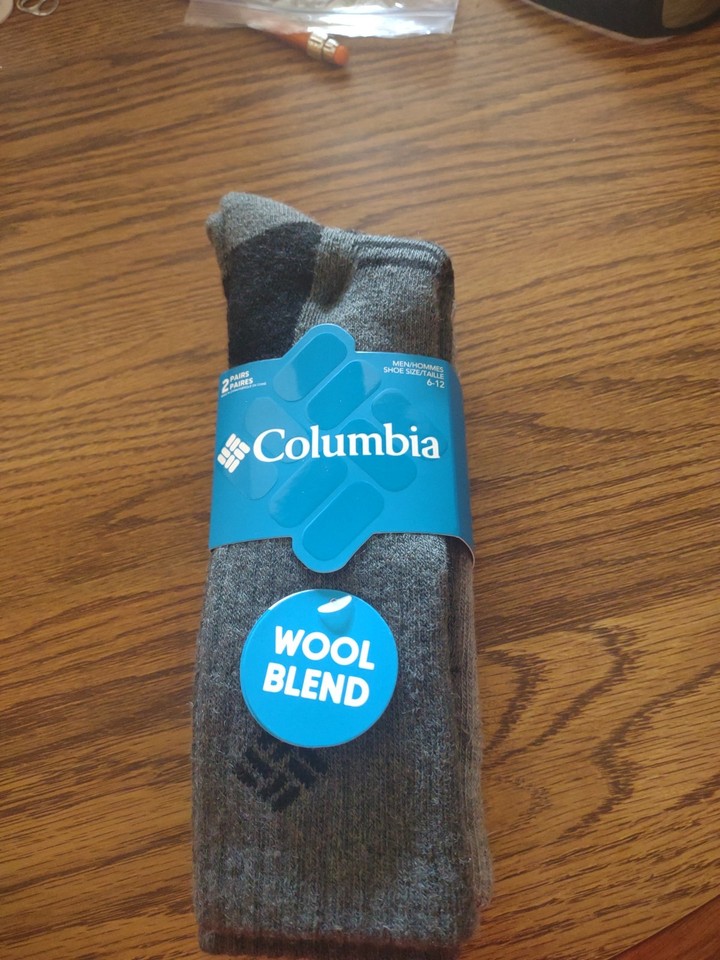 2 PAIRS
PAIRES
MEN/HOMMES
SHOE SIZE/TAILLE
6-12
Columbia
WOOL
BLEND